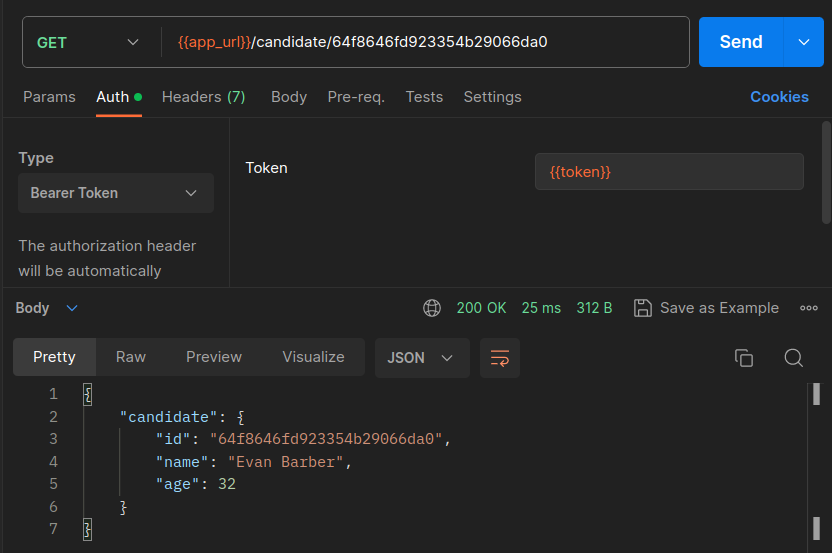 GET {{app_url}}/candidate/64f8646fd923354b29066da0 Send
Params Auth Headers (7) Body Pre-req. Tests Settings Cookies
Type
Bearer Token
The authorization header
will be automatically
Token {{token}}
Body 200 OK 25 ms 312 B Save as Example
Pretty Raw Preview Visualize JSON
1 {
2 "candidate": {
3 "id": "64f8646fd923354b29066da0",
4 "name": "Evan Barber",
5 "age": 32
6 }
7 }